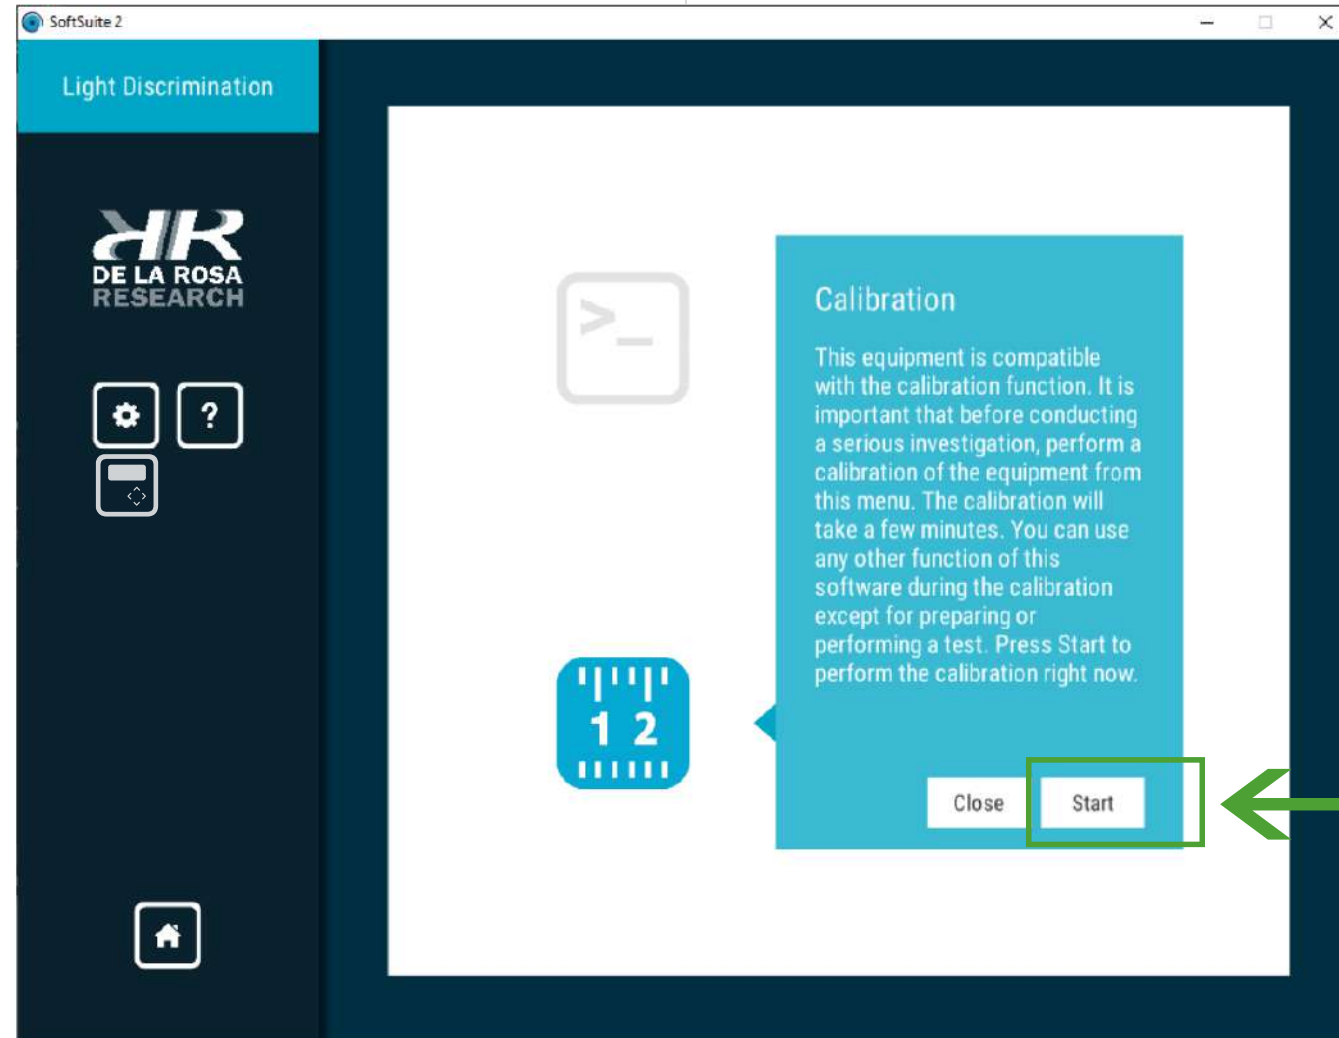 SoftSuite 2
Light Discrimination
DE LA ROSA
RESEARCH
?
>_
1 2
Calibration
This equipment is compatible
with the calibration function. It is
important that before conducting
a serious investigation, perform a
calibration of the equipment from
this menu. The calibration will
take a few minutes. You can use
any other function of this
software during the calibration
except for preparing or
performing a test. Press Start to
perform the calibration right now.
Close
Start